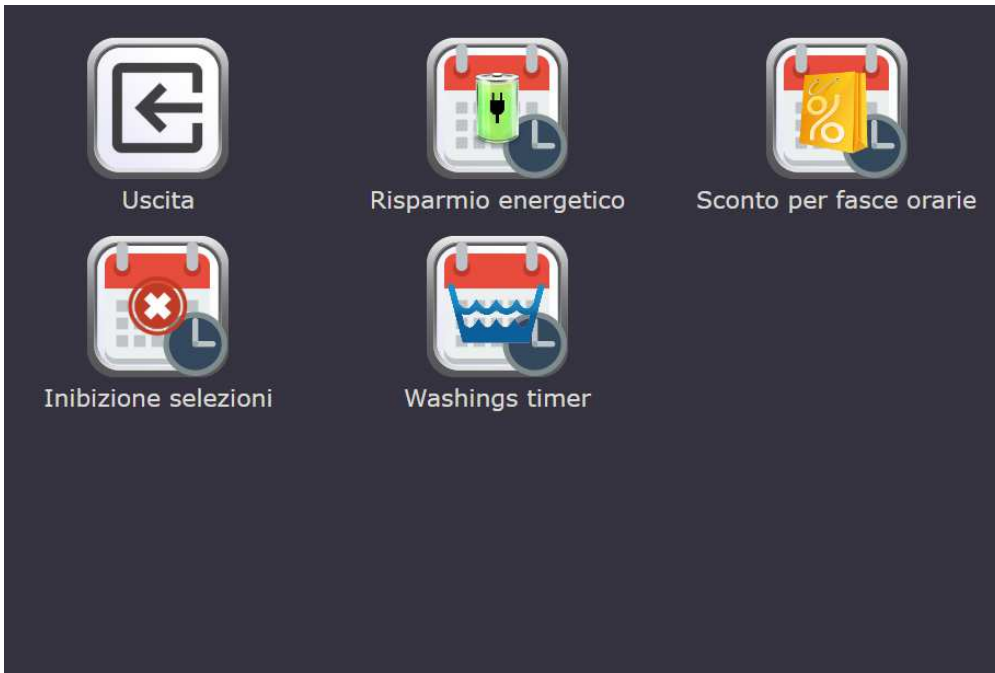 Uscita
Risparmio energetico
Sconto per fasce orarie
Inibizione selezioni
Washings timer